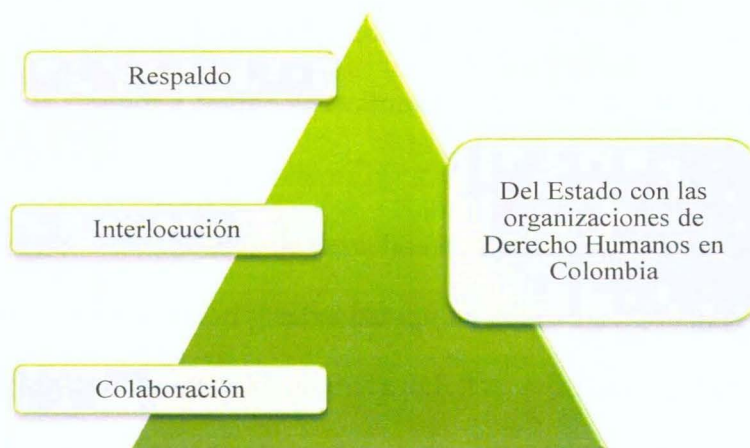 Respaldo
Interlocución
Colaboración
Del Estado con las
organizaciones de
Derecho Humanos en
Colombia